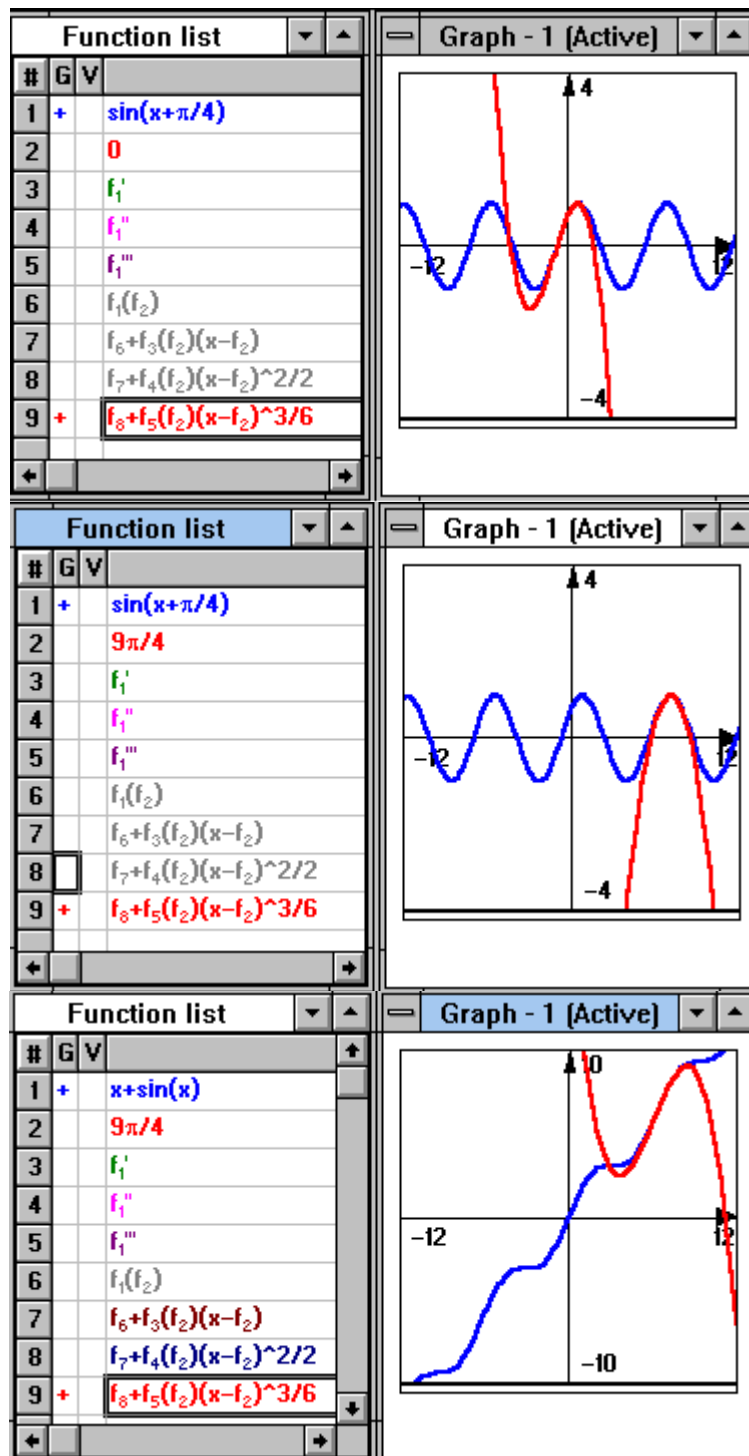 Function list
# G V
1 + sin(x+π/4)
2 0
3 f₁'
4 f₁''
5 f₁'''
6 f₁(f₂)
7 f₆+f₃(f₂)(x−f₂)
8 f₇+f₄(f₂)(x−f₂)^2/2
9 + f₈+f₅(f₂)(x−f₂)^3/6
Graph - 1 (Active)
4
−12 12
−4
Function list
# G V
1 + sin(x+π/4)
2 9π/4
3 f₁'
4 f₁''
5 f₁'''
6 f₁(f₂)
7 f₆+f₃(f₂)(x−f₂)
8 f₇+f₄(f₂)(x−f₂)^2/2
9 + f₈+f₅(f₂)(x−f₂)^3/6
Graph - 1 (Active)
4
−12 12
−4
Function list
# G V
1 + x+sin(x)
2 9π/4
3 f₁'
4 f₁''
5 f₁'''
6 f₁(f₂)
7 f₆+f₃(f₂)(x−f₂)
8 f₇+f₄(f₂)(x−f₂)^2/2
9 + f₈+f₅(f₂)(x−f₂)^3/6
Graph - 1 (Active)
0
−12 12
−10